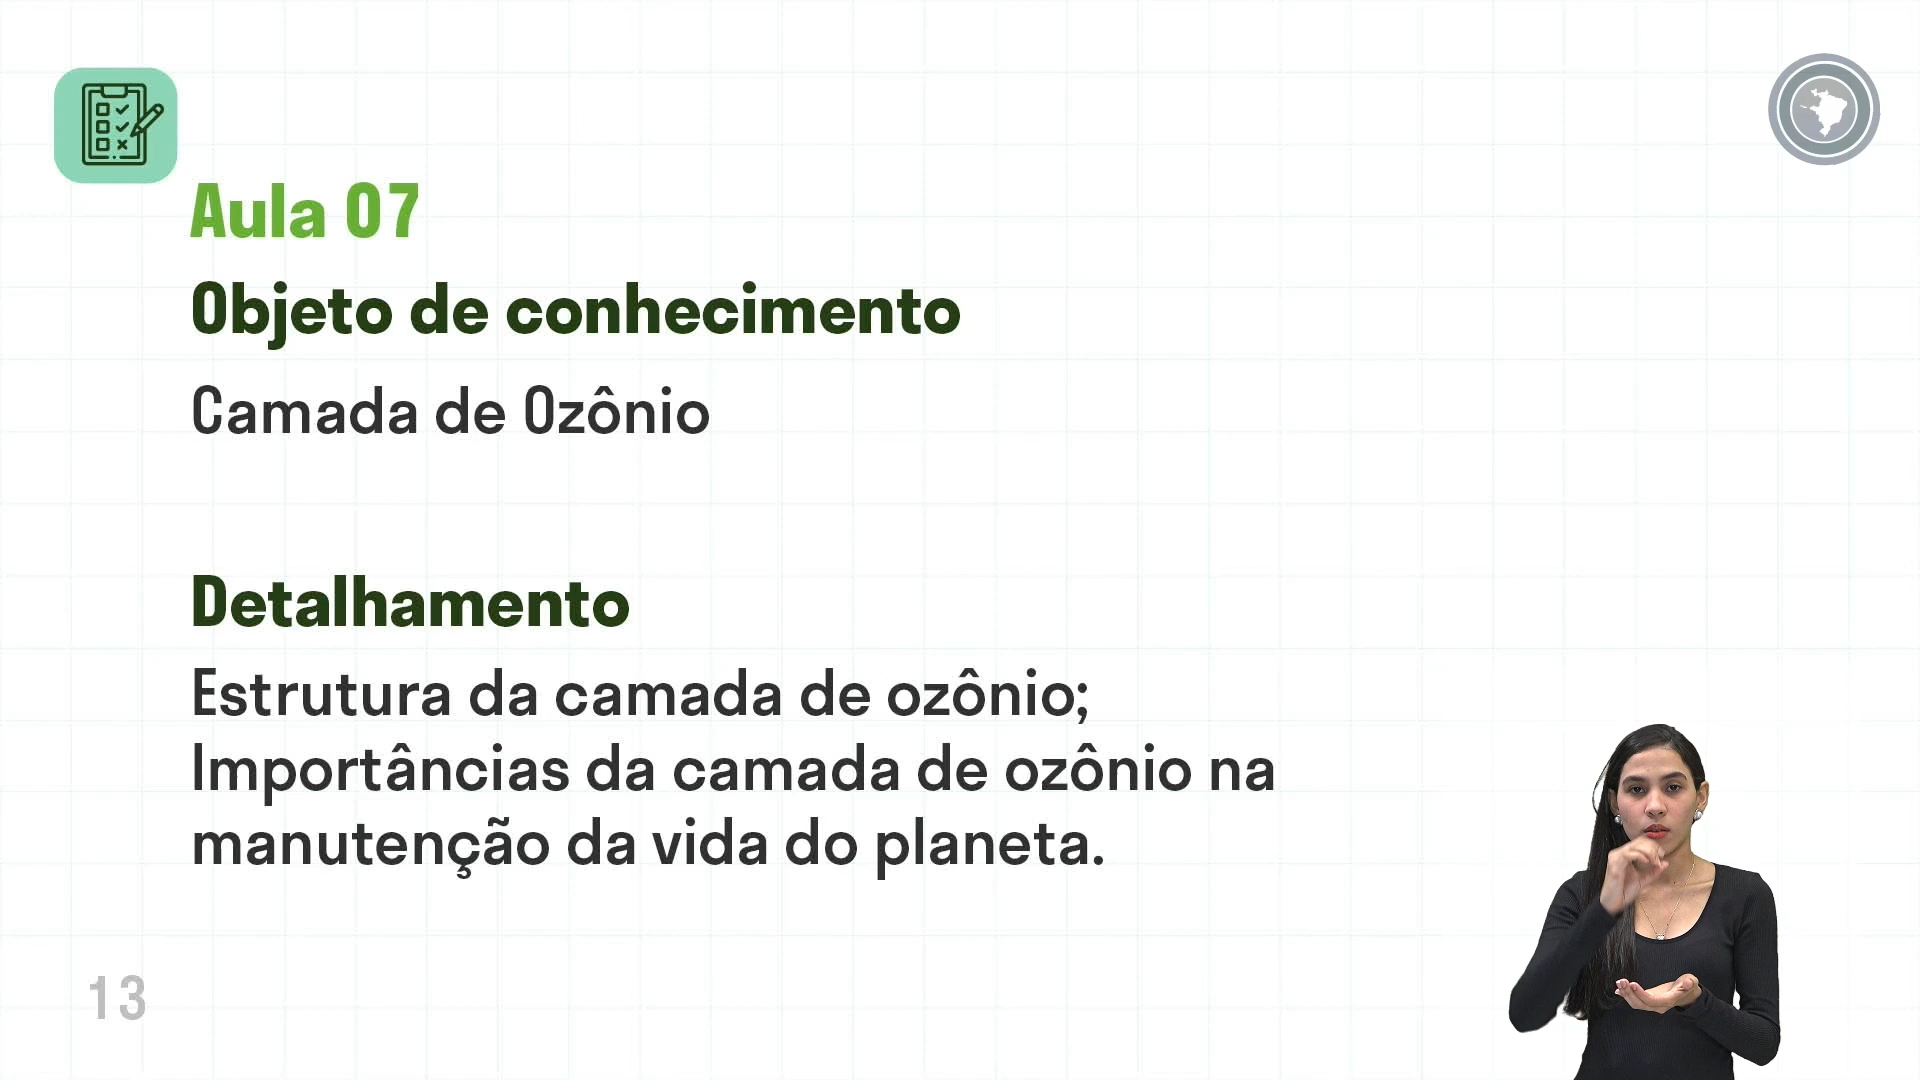 Aula 07
Objeto de conhecimento
Camada de Ozônio
Detalhamento
Estrutura da camada de ozônio;
Importâncias da camada de ozônio na
manutenção da vida do planeta.
13